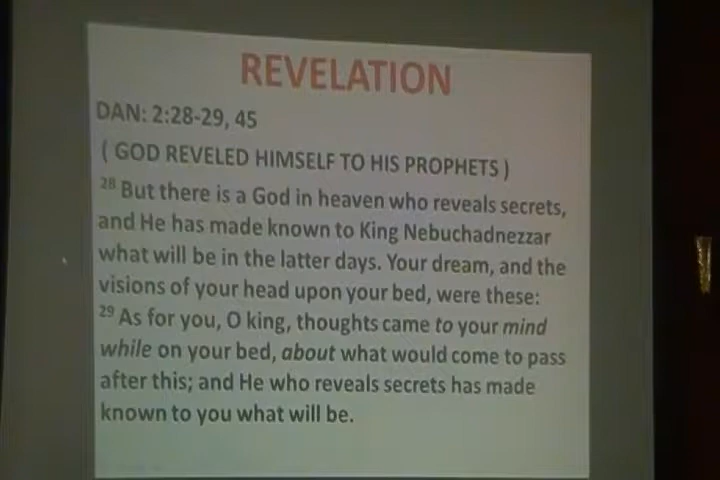 REVELATION
DAN: 2:28-29, 45
( GOD REVELED HIMSELF TO HIS PROPHETS )
28 But there is a God in heaven who reveals secrets,
and He has made known to King Nebuchadnezzar
what will be in the latter days. Your dream, and the
visions of your head upon your bed, were these:
29 As for you, O king, thoughts came to your mind
while on your bed, about what would come to pass
after this; and He who reveals secrets has made
known to you what will be.